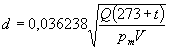 d = 0,036238√(Q(273+t) / p_m V)